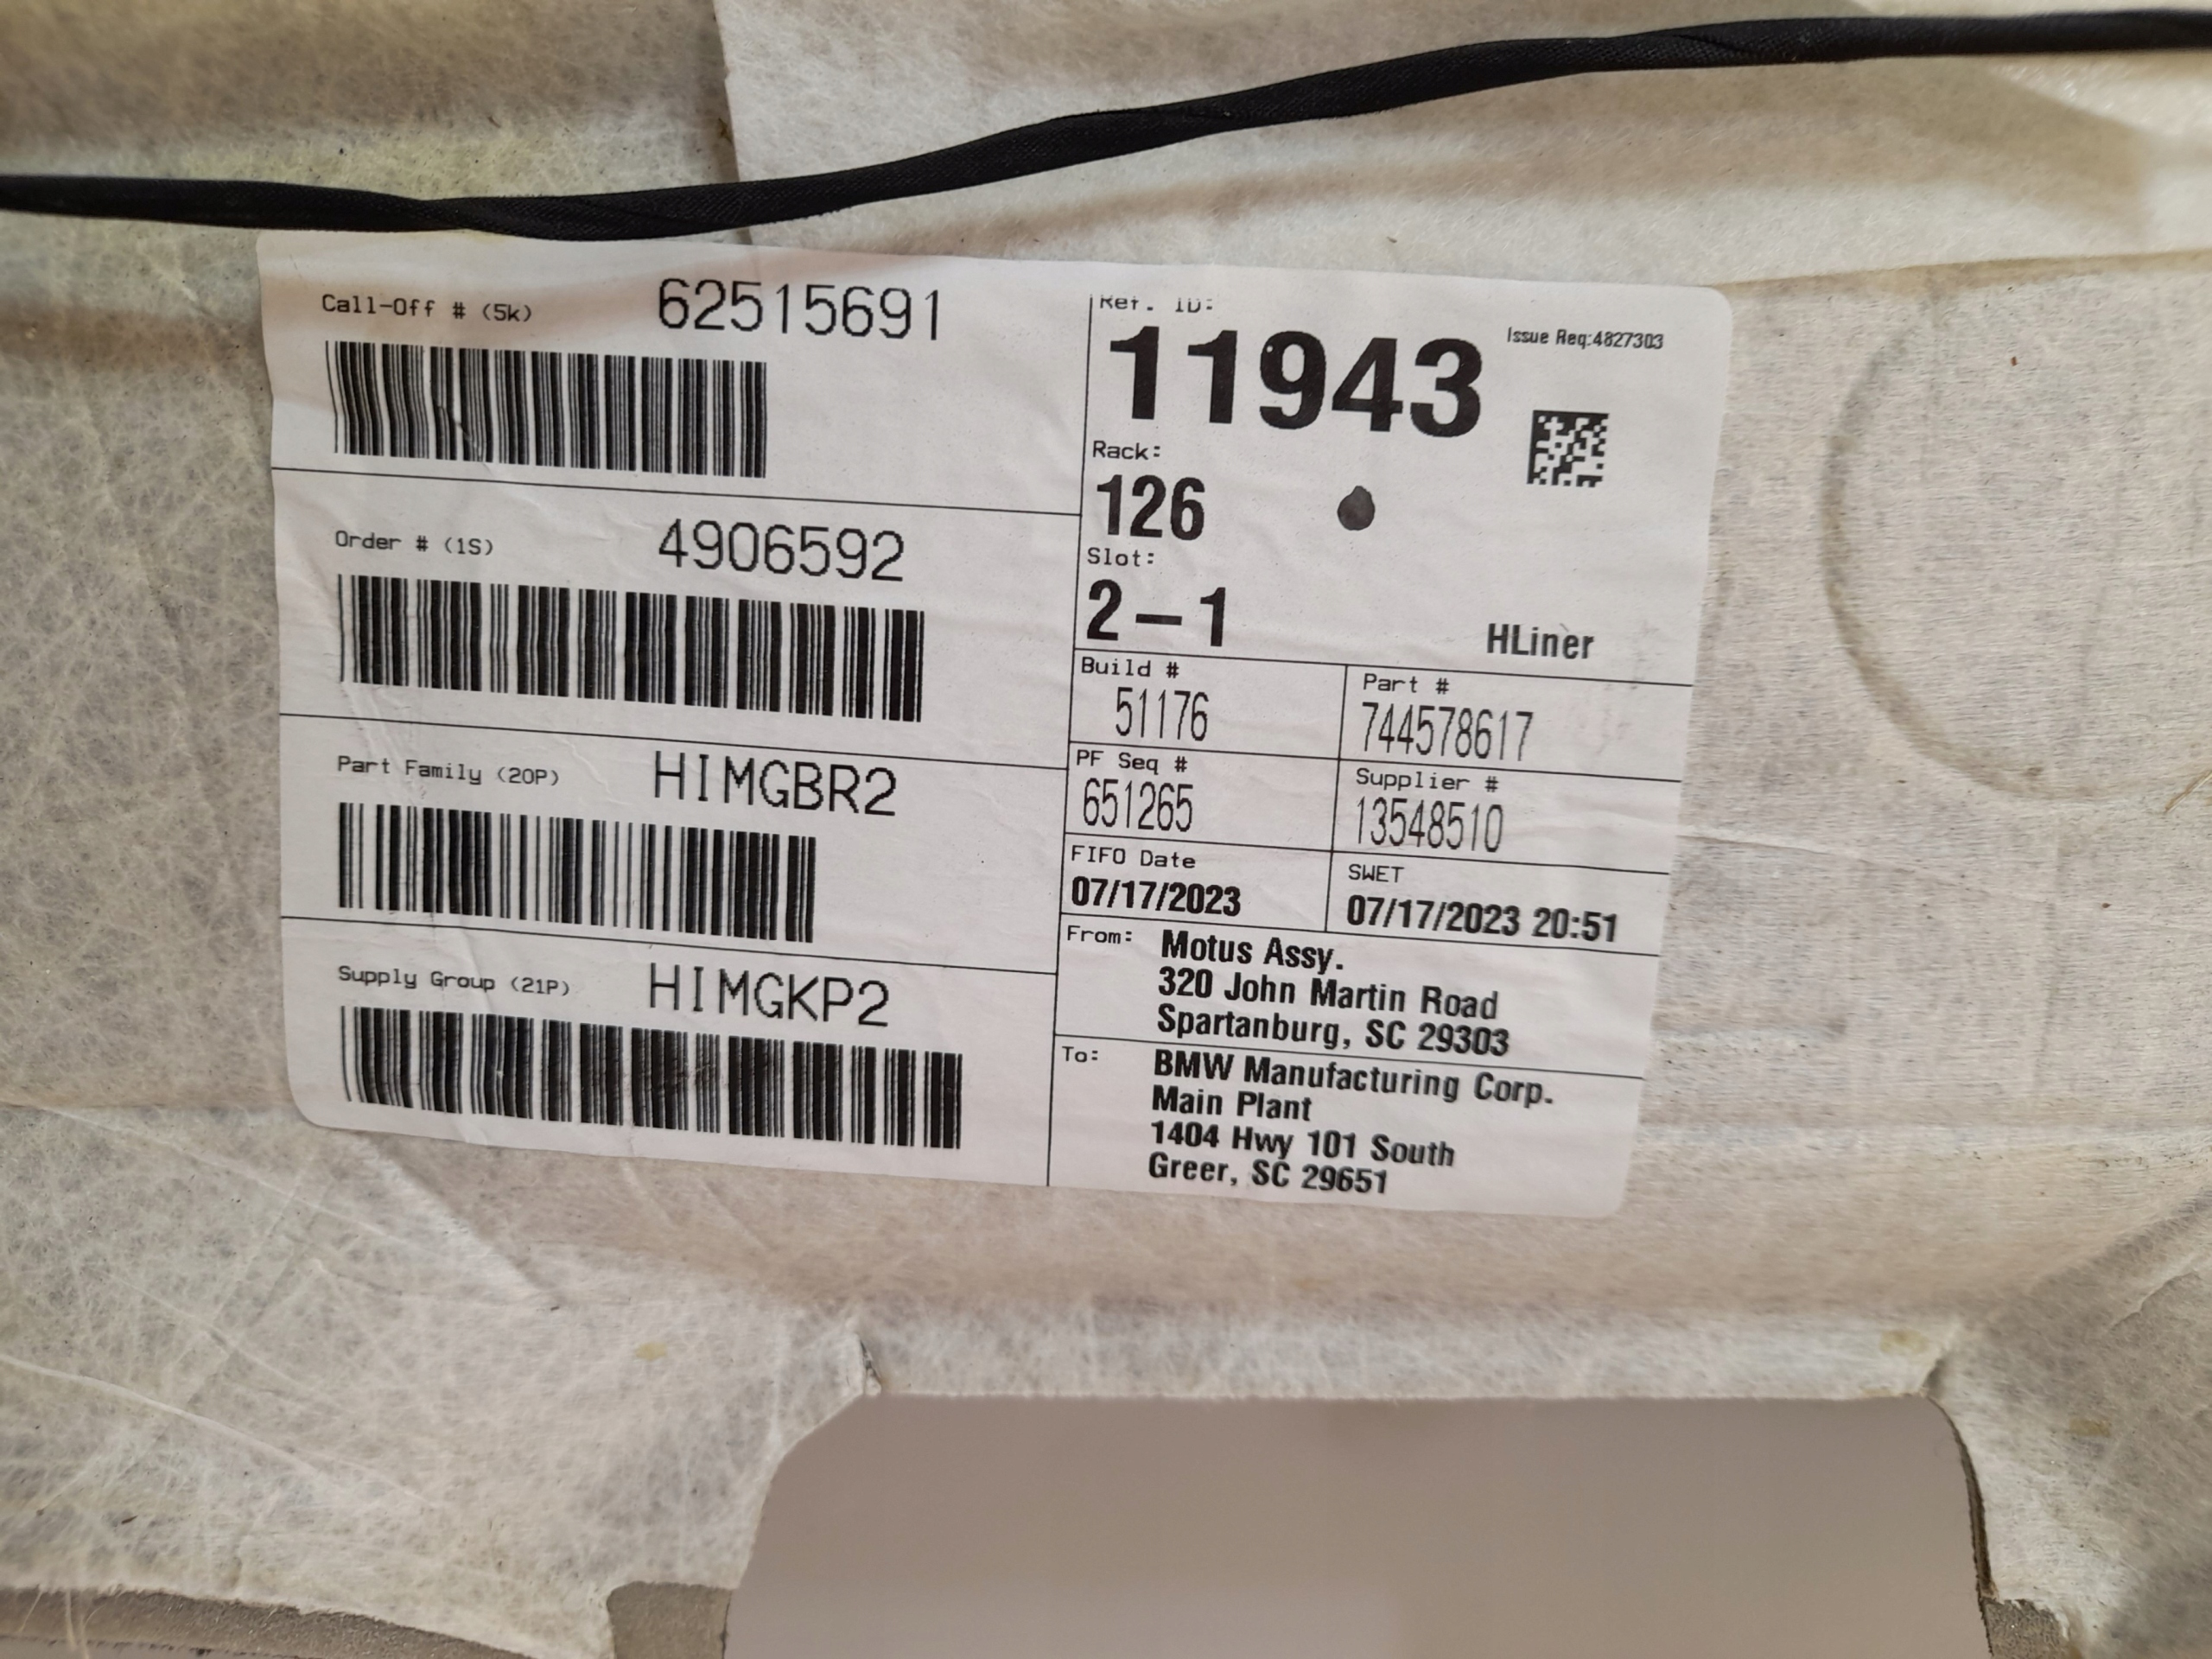 Call-Off # (5k) 62515691
Order # (1S) 4906592
Part Family (20P) HIMGBR2
Supply Group (21P) HIMGKP2
Ref. ID:
Issue Req:4827303
11943
Rack:
126
Slot:
2-1
HLiner
Build #
51176
Part #
744578617
PF Seq #
651265
Supplier #
13548510
FIFO Date
07/17/2023
SWET
07/17/2023 20:51
From: Motus Assy.
320 John Martin Road
Spartanburg, SC 29303
To: BMW Manufacturing Corp.
Main Plant
1404 Hwy 101 South
Greer, SC 29651